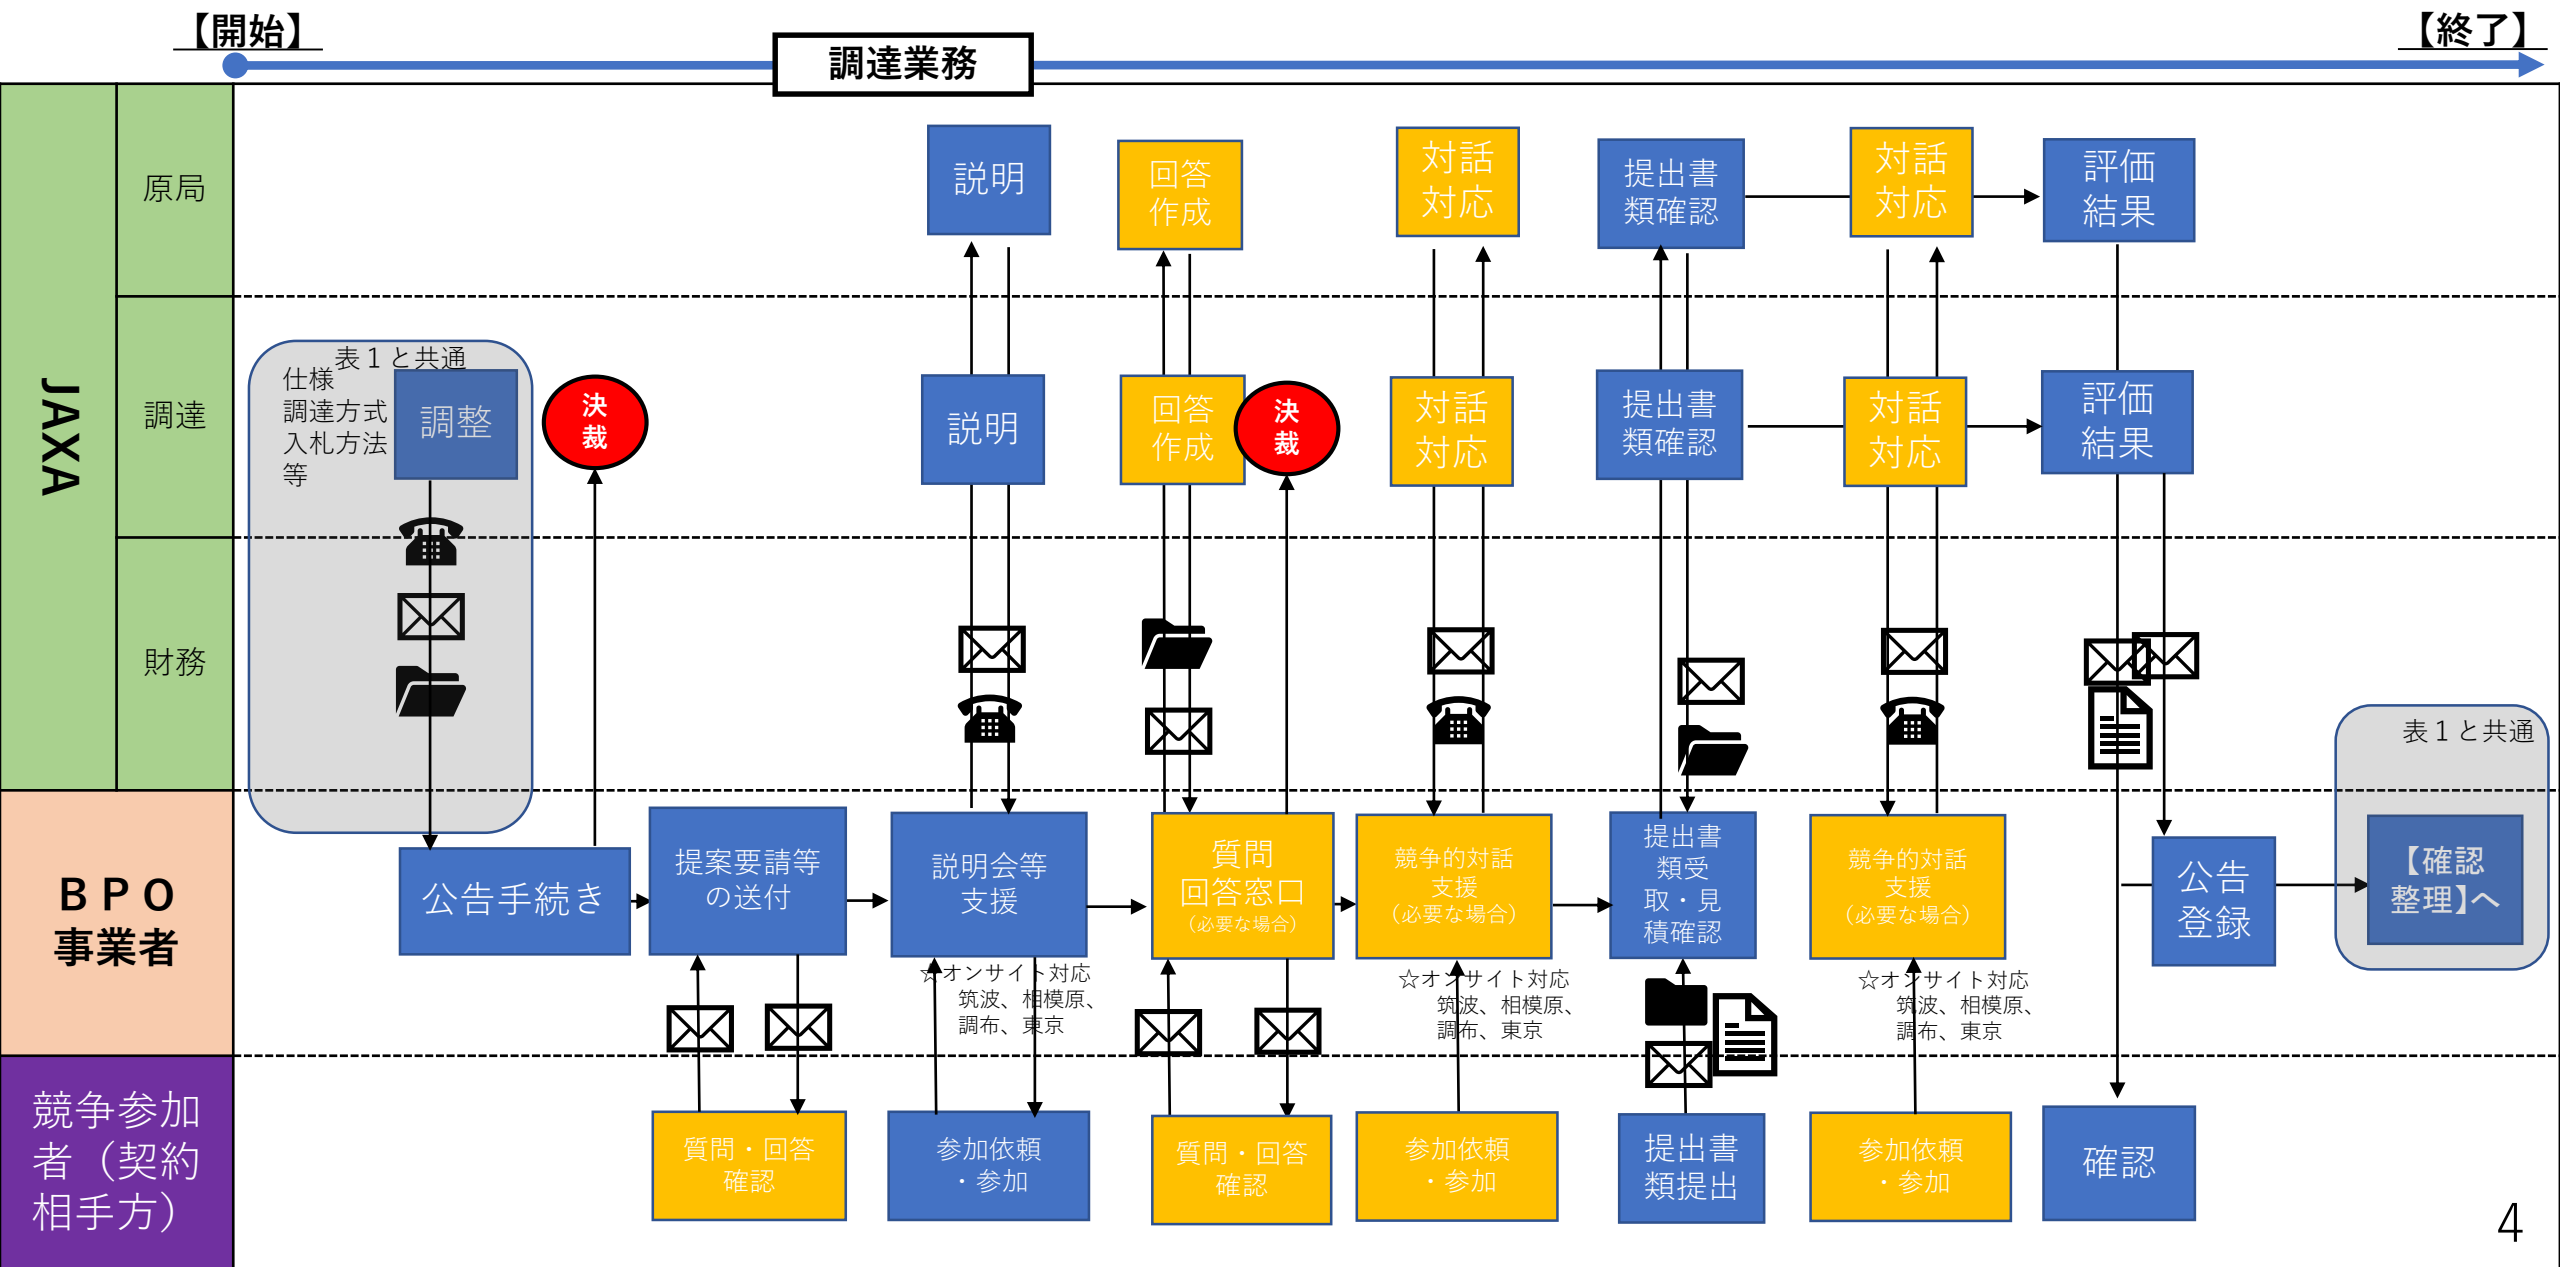 【開始】
【終了】
調達業務
JAXA
原局
説明
回答
作成
対話
対応
提出書
類確認
対話
対応
評価
結果
調達
表１と共通
仕様
調達方式
入札方法
等
調整
決
裁
説明
回答
作成
決
裁
対話
対応
提出書
類確認
対話
対応
評価
結果
財務
表１と共通
ＢＰＯ
事業者
公告手続き
提案要請等
の送付
説明会等
支援
☆オンサイト対応
筑波、相模原、
調布、東京
質問
回答窓口
（必要な場合）
競争的対話
支援
（必要な場合）
☆オンサイト対応
筑波、相模原、
調布、東京
提出書
類受
取・見
積確認
競争的対話
支援
（必要な場合）
☆オンサイト対応
筑波、相模原、
調布、東京
公告
登録
【確認
整理】へ
競争参加
者（契約
相手方）
質問・回答
確認
参加依頼
・参加
質問・回答
確認
参加依頼
・参加
提出書
類提出
参加依頼
・参加
確認
4